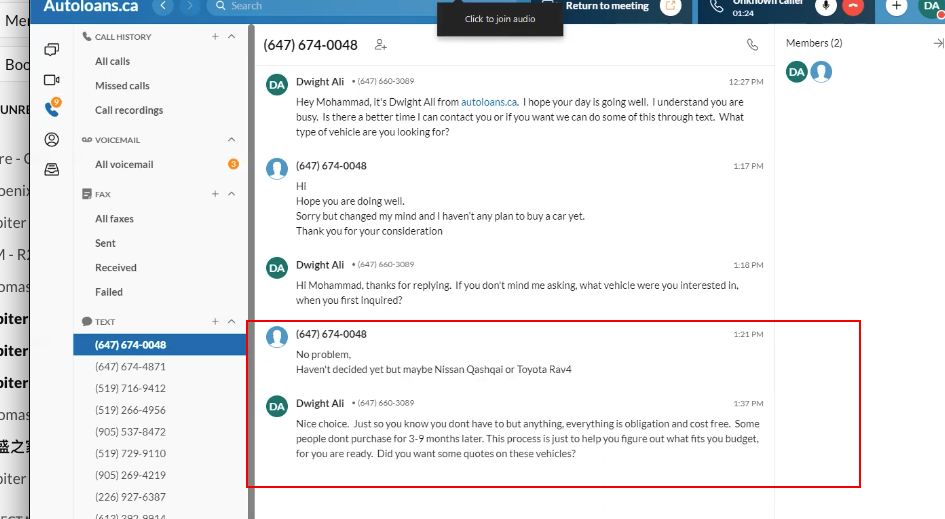 Autoloans.ca
Search
Click to join audio
Return to meeting
Unknown caller
01:24
DA
Mer
Boo
UNRE
re - C
oenix
piter
M - R2
omas
piter
piter
piter
omas
盛之家
piter
9
CALL HISTORY
All calls
Missed calls
Call recordings
VOICEMAIL
All voicemail 3
FAX
All faxes
Sent
Received
Failed
TEXT
(647) 674-0048
(647) 674-4871
(519) 716-9412
(519) 266-4956
(905) 537-8472
(519) 729-9110
(905) 269-4219
(226) 927-6387
(613) 392-9914
(647) 674-0048
DA Dwight Ali • (647) 660-3089 12:27 PM
Hey Mohammad, it's Dwight Ali from autoloans.ca. I hope your day is going well. I understand you are
busy. Is there a better time I can contact you or if you want we can do some of this through text. What
type of vehicle are you looking for?
(647) 674-0048 1:17 PM
Hi
Hope you are doing well.
Sorry but changed my mind and I haven't any plan to buy a car yet.
Thank you for your consideration
DA Dwight Ali • (647) 660-3089 1:18 PM
Hi Mohammad, thanks for replying. If you don't mind me asking, what vehicle were you interested in,
when you first inquired?
(647) 674-0048 1:21 PM
No problem,
Haven't decided yet but maybe Nissan Qashqai or Toyota Rav4
DA Dwight Ali • (647) 660-3089 1:37 PM
Nice choice. Just so you know you dont have to but anything, everything is obligation and cost free. Some
people dont purchase for 3-9 months later. This process is just to help you figure out what fits you budget,
for you are ready. Did you want some quotes on these vehicles?
Members (2)
DA